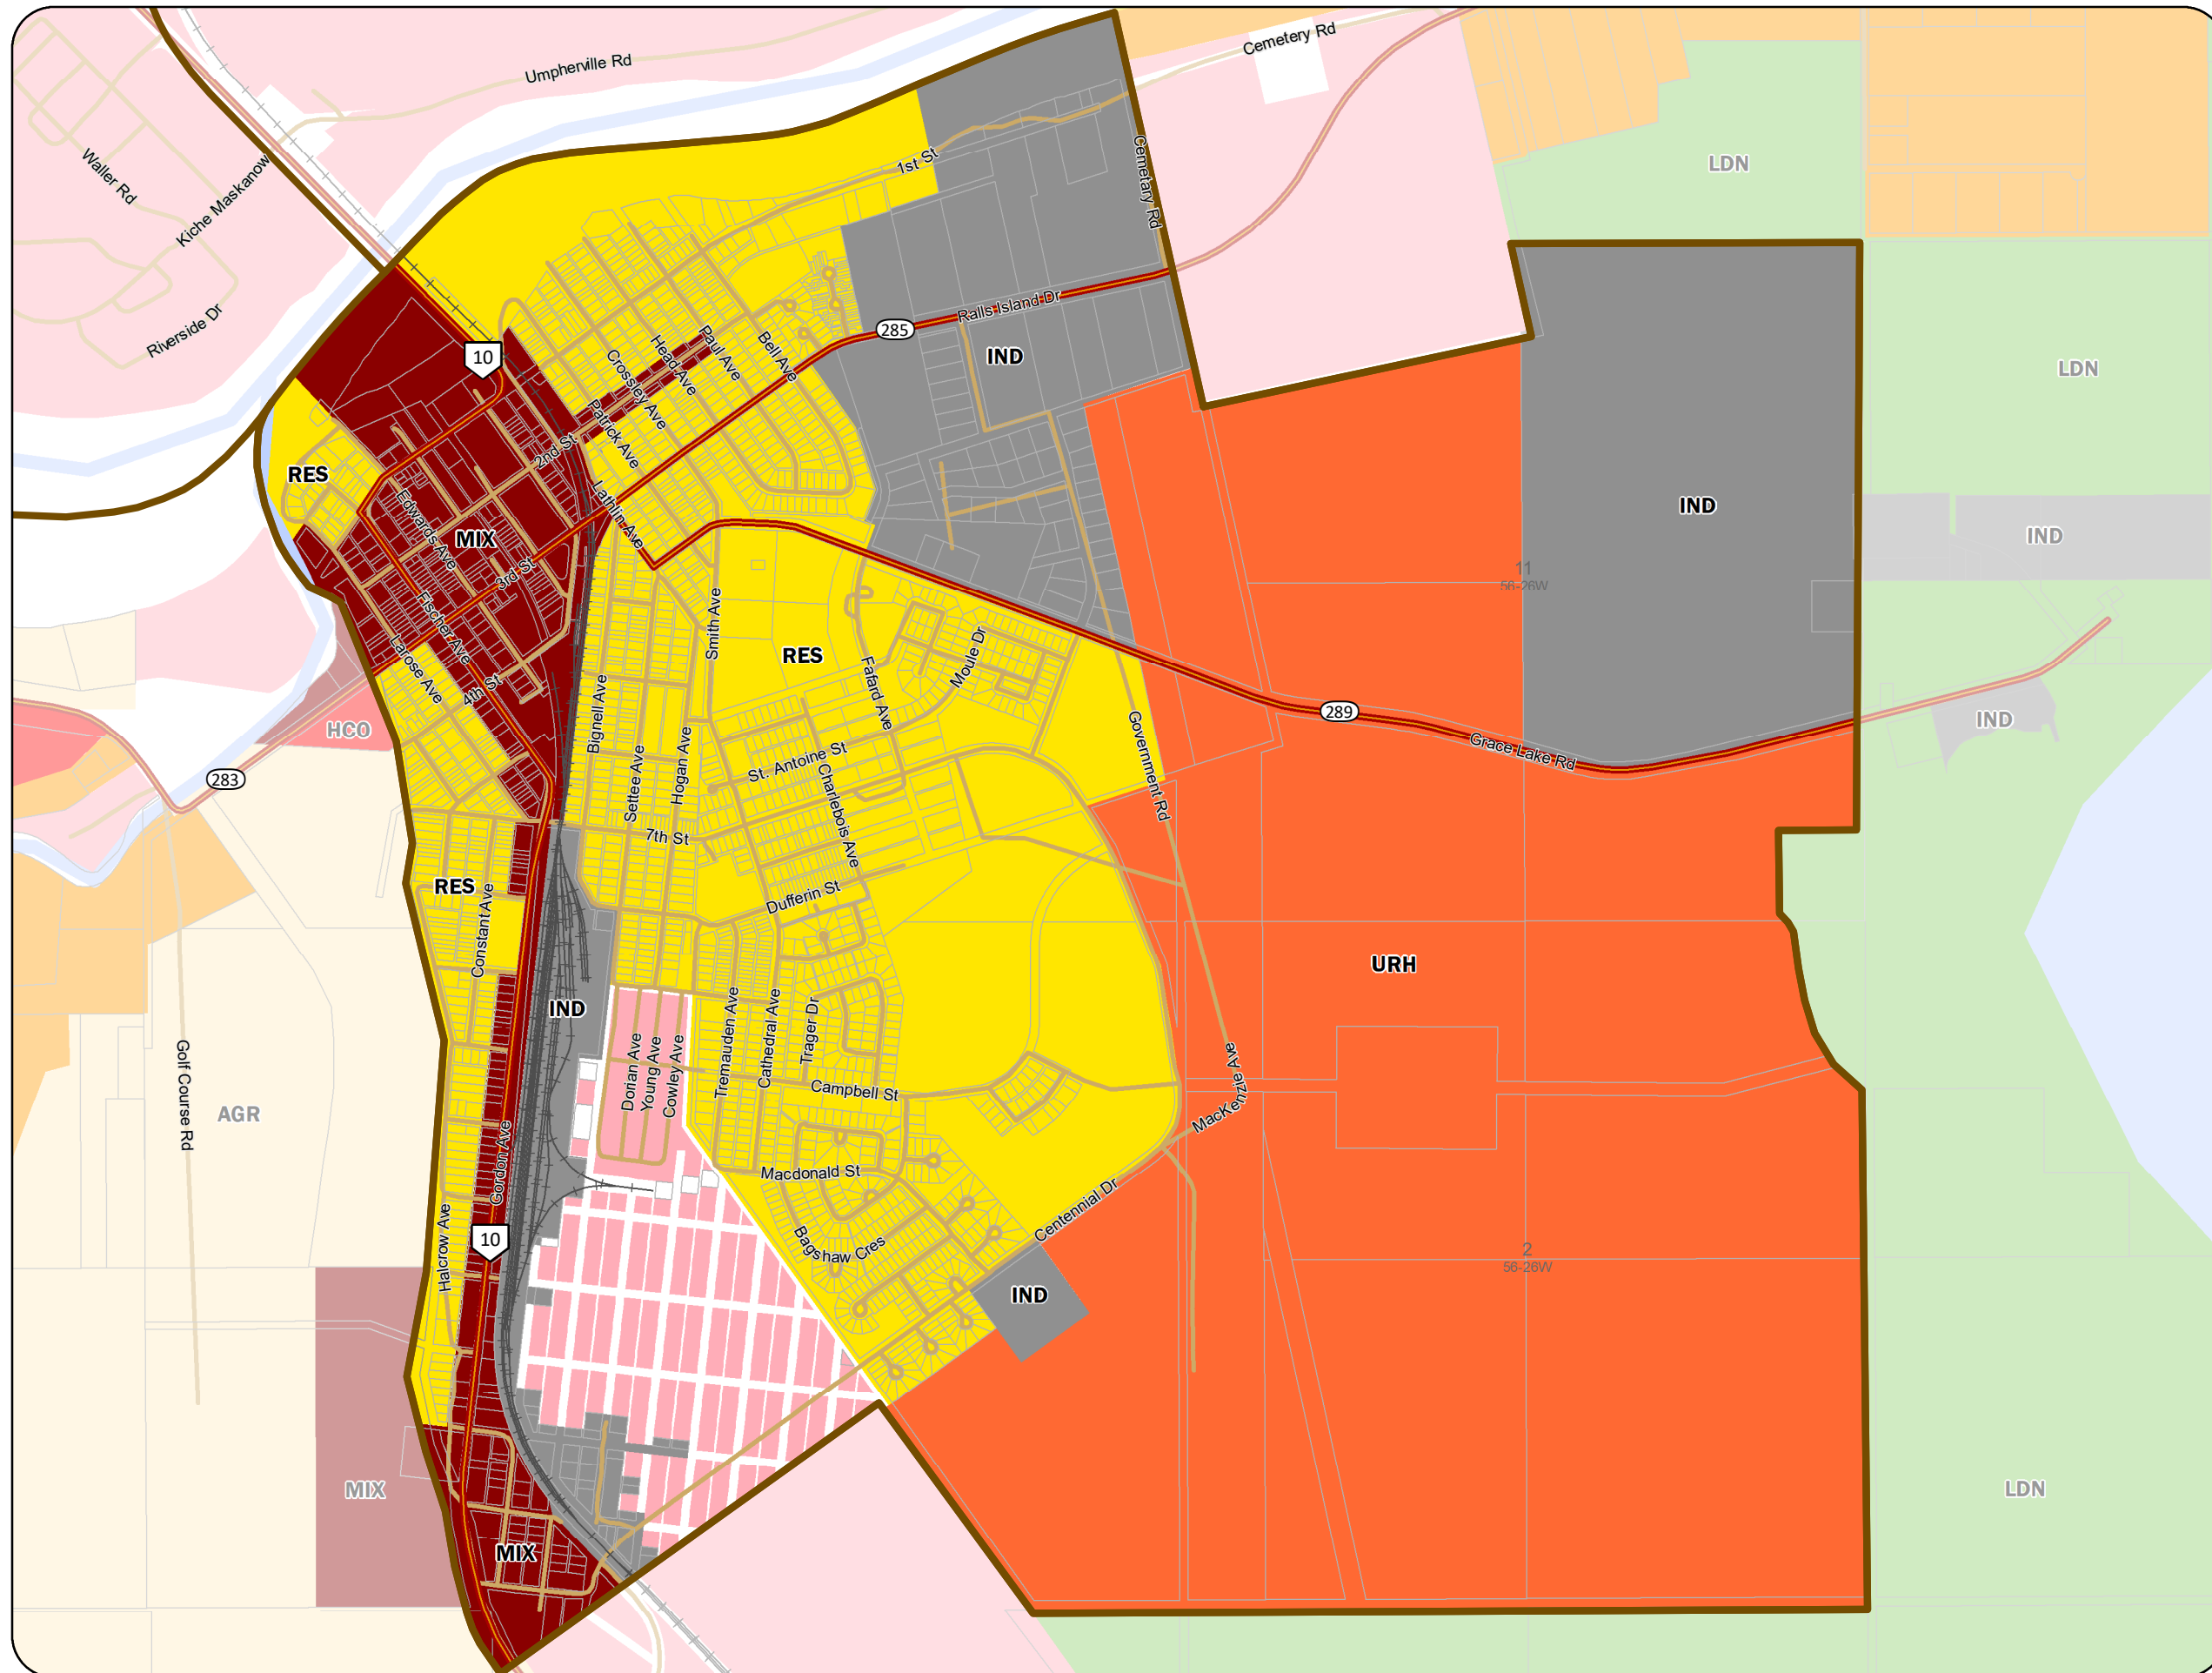 Cemetery Rd
Umpherville Rd
1st St
LDN
Cemetary Rd
Waller Rd
Kiche Maskanow
Riverside Dr
Ralls Island Dr
285
10
IND
LDN
Bell Ave
Paul Ave
Head Ave
Crossley Ave
Patrick Ave
2nd St
RES
Lathlin Ave
Edwards Ave
MIX
3rd St
IND
IND
11
56-26W
Fischer Ave
Larose Ave
4th St
Smith Ave
RES
Fafard Ave
Moule Dr
Bignell Ave
HCO
283
Settee Ave
Hogan Ave
St. Antoine St
Charlebois Ave
Government Rd
289
Grace Lake Rd
IND
7th St
RES
Constant Ave
Dufferin St
URH
IND
Dorian Ave
Young Ave
Cowley Ave
Tremauden Ave
Cathedral Ave
Trager Dr
Campbell St
MacKenzie Ave
Golf Course Rd
AGR
Gordon Ave
Macdonald St
Halcrow Ave
10
Bagshaw Cres
Centennial Dr
IND
2
56-26W
MIX
LDN
MIX